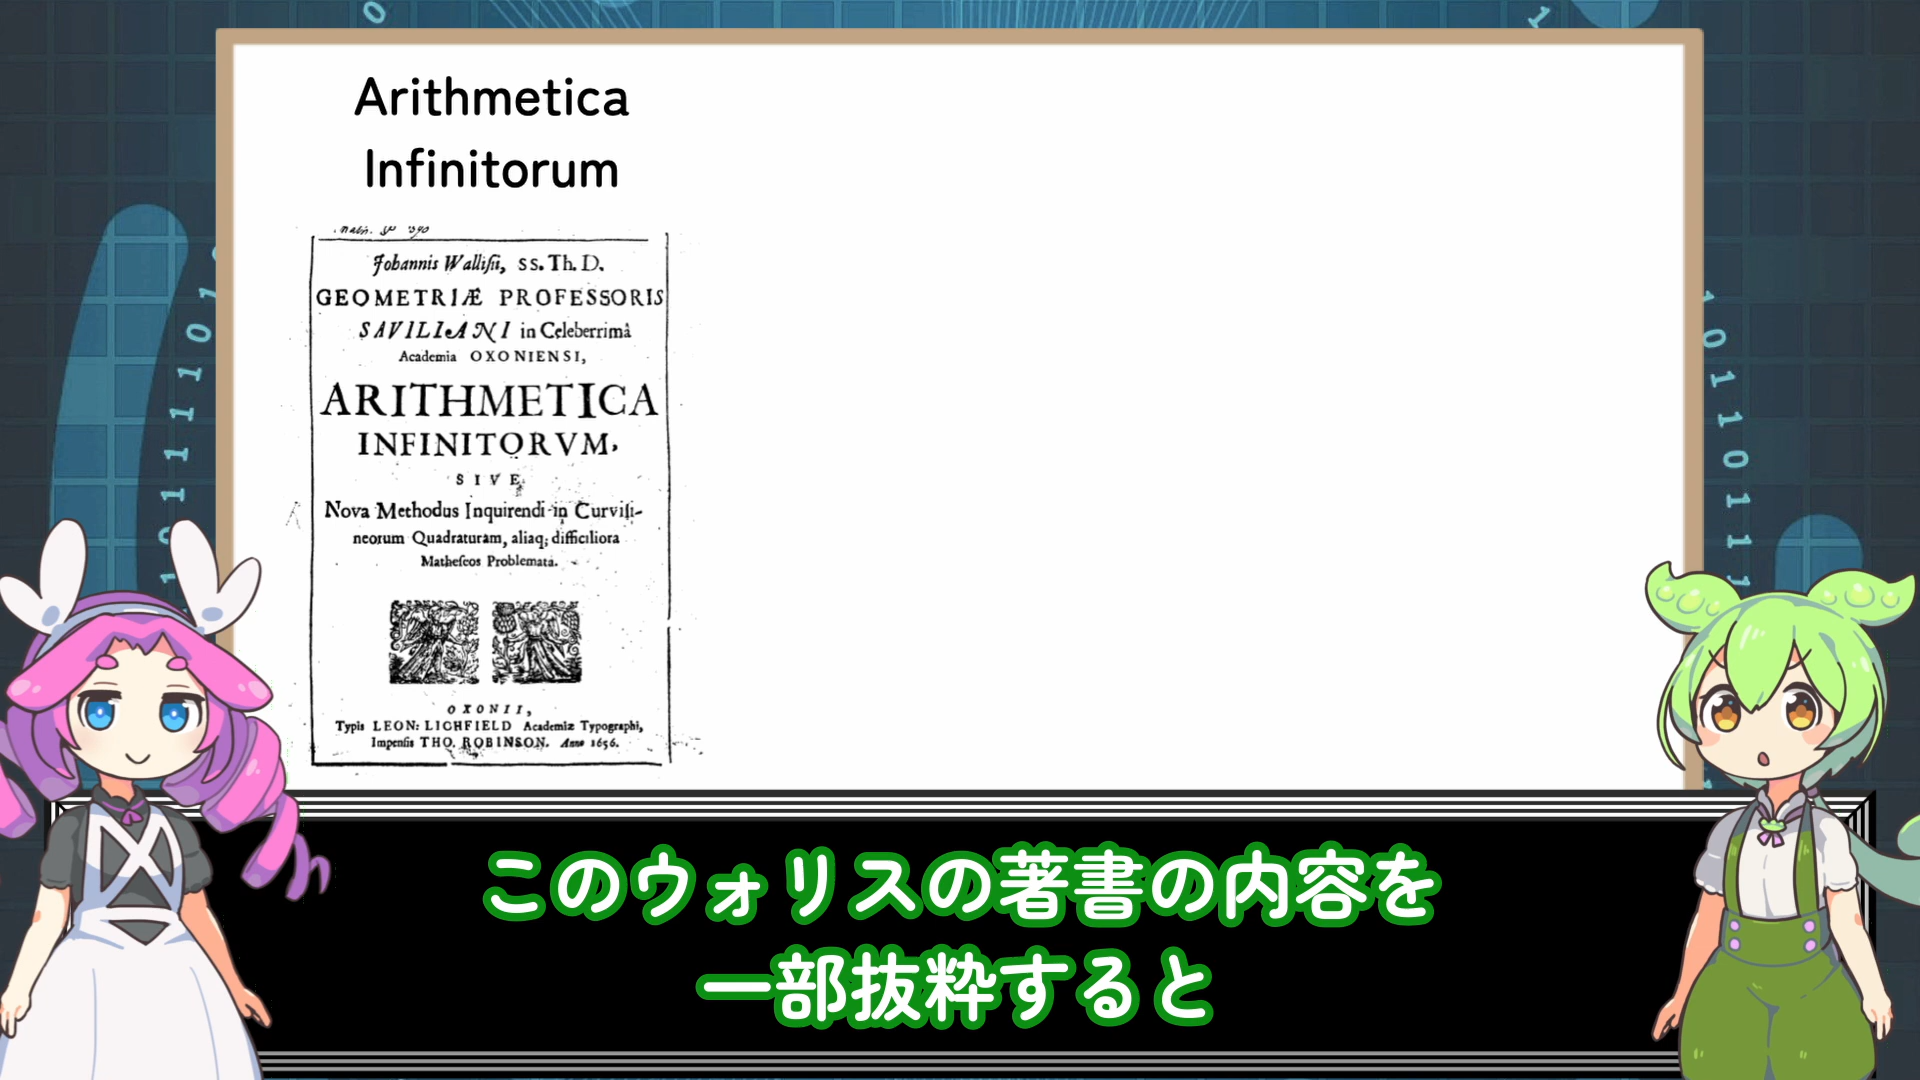 Arithmetica
Infinitorum
Johannis Wallisii, ss. Th. D.
GEOMETRIÆ PROFESSORIS
SAVILIANI in Celeberrimâ
Academia OXONIENSI,
ARITHMETICA
INFINITORVM,
SIVE
Nova Methodus Inquirendi in Curvili-
neorum Quadraturam, aliaq; difficiliora
Matheseos Problemata.
OXONII,
Typis LEON: LICHFIELD Academiæ Typographi,
Impensis THO. ROBINSON. Anno 1656.
このウォリスの著書の内容を
一部抜粋すると